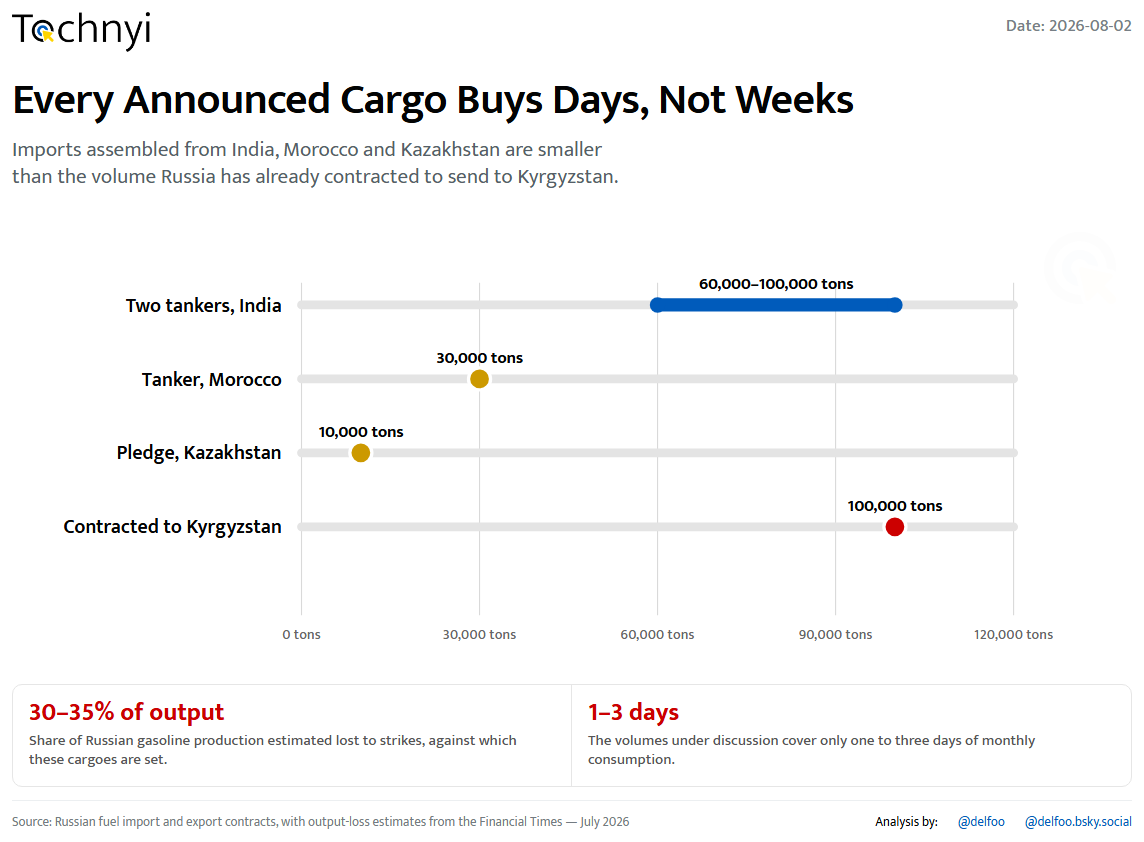 Technyi
Date: 2026-08-02
Every Announced Cargo Buys Days, Not Weeks
Imports assembled from India, Morocco and Kazakhstan are smaller
than the volume Russia has already contracted to send to Kyrgyzstan.
60,000–100,000 tons
Two tankers, India
30,000 tons
Tanker, Morocco
10,000 tons
Pledge, Kazakhstan
100,000 tons
Contracted to Kyrgyzstan
0 tons
30,000 tons
60,000 tons
90,000 tons
120,000 tons
30–35% of output
Share of Russian gasoline production estimated lost to strikes, against which
these cargoes are set.
1–3 days
The volumes under discussion cover only one to three days of monthly
consumption.
Source: Russian fuel import and export contracts, with output-loss estimates from the Financial Times — July 2026
Analysis by: @delfoo @delfoo.bsky.social